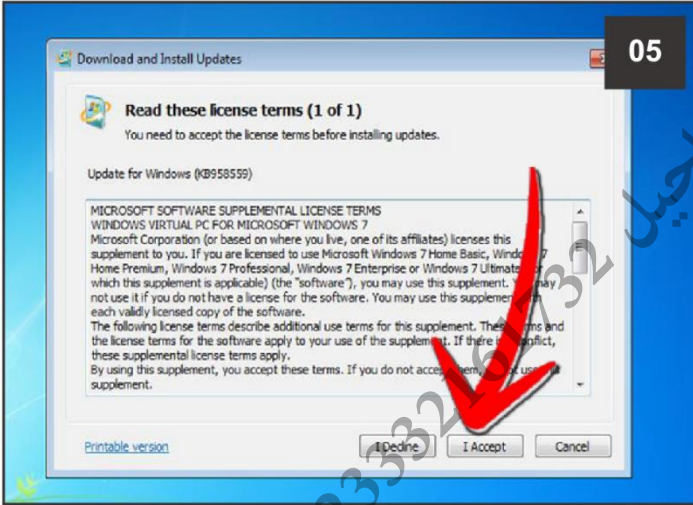 05
Download and Install Updates
Read these license terms (1 of 1)
You need to accept the license terms before installing updates.
Update for Windows (KB958559)
MICROSOFT SOFTWARE SUPPLEMENTAL LICENSE TERMS
WINDOWS VIRTUAL PC FOR MICROSOFT WINDOWS 7
Microsoft Corporation (or based on where you live, one of its affiliates) licenses this
supplement to you. If you are licensed to use Microsoft Windows 7 Home Basic, Windows 7
Home Premium, Windows 7 Professional, Windows 7 Enterprise or Windows 7 Ultimate (for
which this supplement is applicable) (the "software"), you may use this supplement. You may
not use it if you do not have a license for the software. You may use this supplement with
each validly licensed copy of the software.
The following license terms describe additional use terms for this supplement. These terms and
the license terms for the software apply to your use of the supplement. If there is a conflict,
these supplemental license terms apply.
By using this supplement, you accept these terms. If you do not accept them, do not use this
supplement.
Printable version
I Decline
I Accept
Cancel